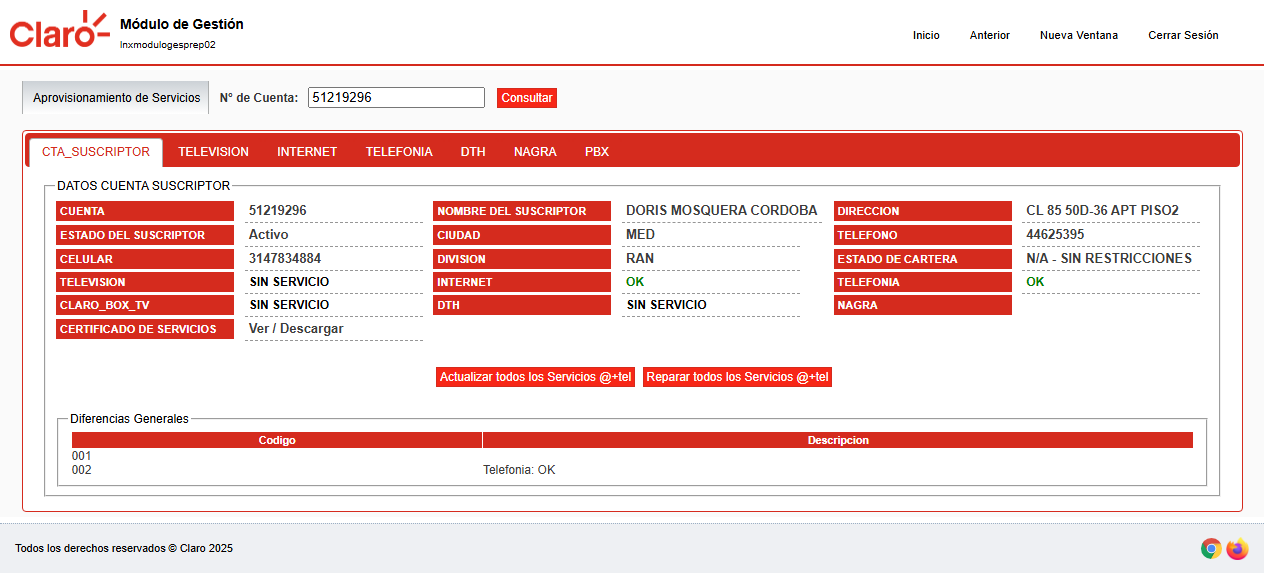 Claro
Módulo de Gestión
lnxmodulogesprep02
Inicio Anterior Nueva Ventana Cerrar Sesión
Aprovisionamiento de Servicios N° de Cuenta: 51219296 Consultar
CTA_SUSCRIPTOR TELEVISION INTERNET TELEFONIA DTH NAGRA PBX
DATOS CUENTA SUSCRIPTOR
CUENTA 51219296 NOMBRE DEL SUSCRIPTOR DORIS MOSQUERA CORDOBA DIRECCION CL 85 50D-36 APT PISO2
ESTADO DEL SUSCRIPTOR Activo CIUDAD MED TELEFONO 44625395
CELULAR 3147834884 DIVISION RAN ESTADO DE CARTERA N/A - SIN RESTRICCIONES
TELEVISION SIN SERVICIO INTERNET OK TELEFONIA OK
CLARO_BOX_TV SIN SERVICIO DTH SIN SERVICIO NAGRA
CERTIFICADO DE SERVICIOS Ver / Descargar
Actualizar todos los Servicios @+tel Reparar todos los Servicios @+tel
Diferencias Generales
Codigo Descripcion
001
002 Telefonia: OK
Todos los derechos reservados © Claro 2025